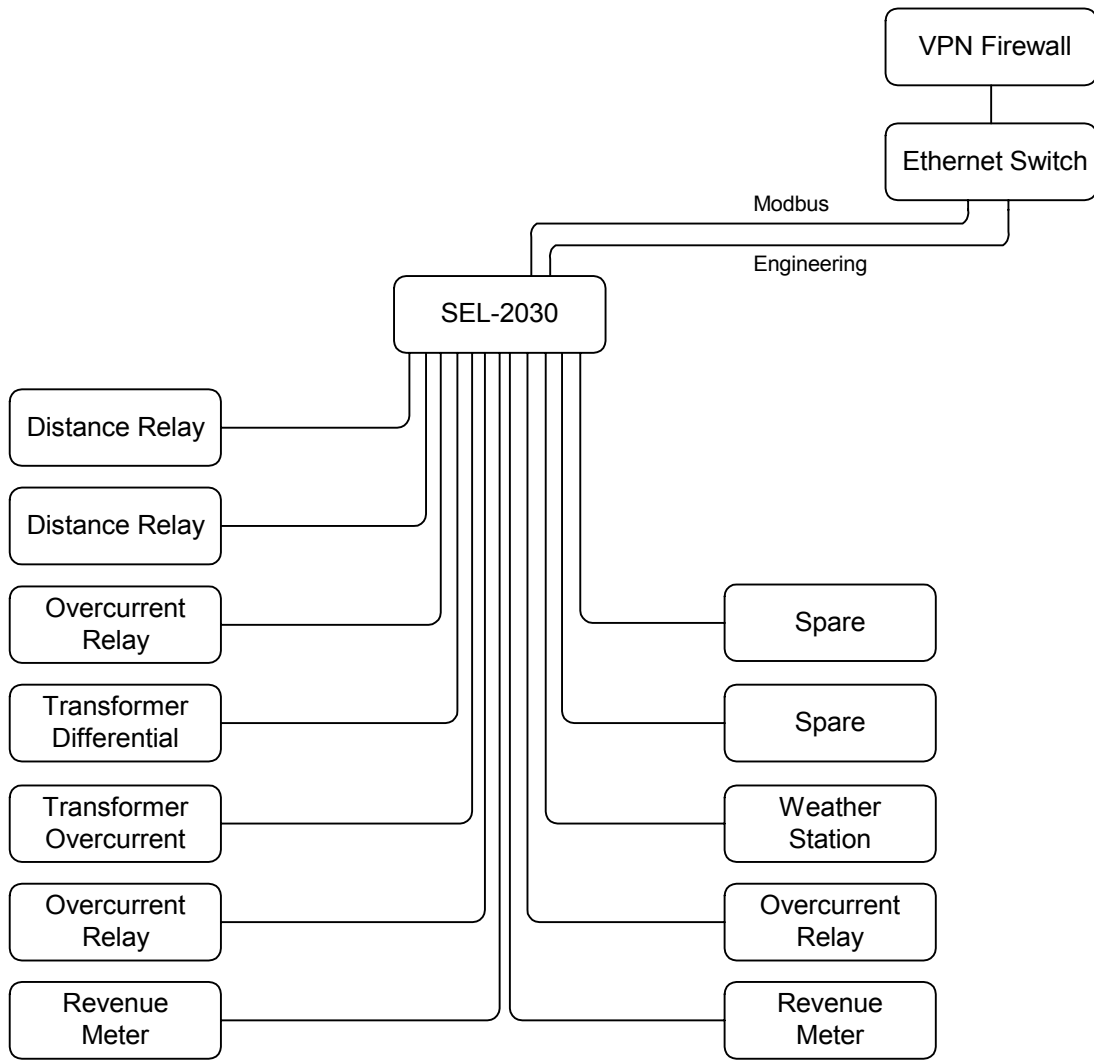 VPN Firewall
Ethernet Switch
Modbus
Engineering
SEL-2030
Distance Relay
Distance Relay
Overcurrent
Relay
Transformer
Differential
Transformer
Overcurrent
Overcurrent
Relay
Revenue
Meter
Spare
Spare
Weather
Station
Overcurrent
Relay
Revenue
Meter